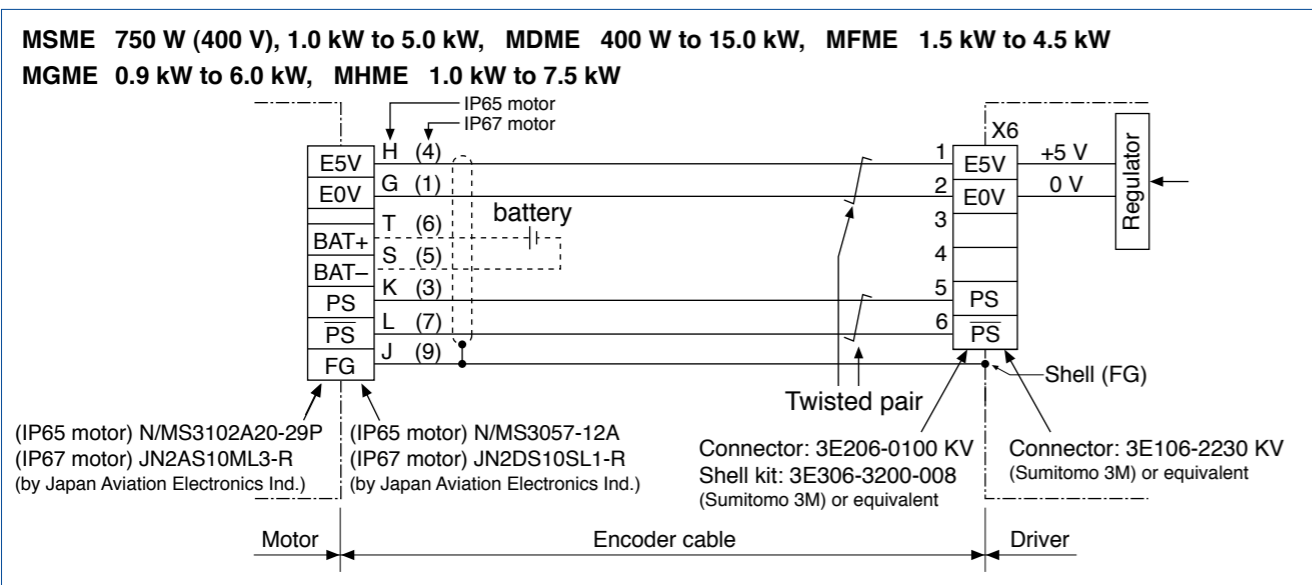 MSME 750 W (400 V), 1.0 kW to 5.0 kW, MDME 400 W to 15.0 kW, MFME 1.5 kW to 4.5 kW
MGME 0.9 kW to 6.0 kW, MHME 1.0 kW to 7.5 kW
IP65 motor
IP67 motor
X6
E5V H (4) 1 E5V +5 V
E0V G (1) 2 E0V 0 V
Regulator
battery
BAT+ T (6) 3
BAT– S (5) 4
PS K (3) 5 PS
P̅S̅ L (7) 6 P̅S̅
FG J (9)
Shell (FG)
Twisted pair
(IP65 motor) N/MS3102A20-29P
(IP67 motor) JN2AS10ML3-R
(by Japan Aviation Electronics Ind.)
(IP65 motor) N/MS3057-12A
(IP67 motor) JN2DS10SL1-R
(by Japan Aviation Electronics Ind.)
Connector: 3E206-0100 KV
Shell kit: 3E306-3200-008
(Sumitomo 3M) or equivalent
Connector: 3E106-2230 KV
(Sumitomo 3M) or equivalent
Motor
Encoder cable
Driver